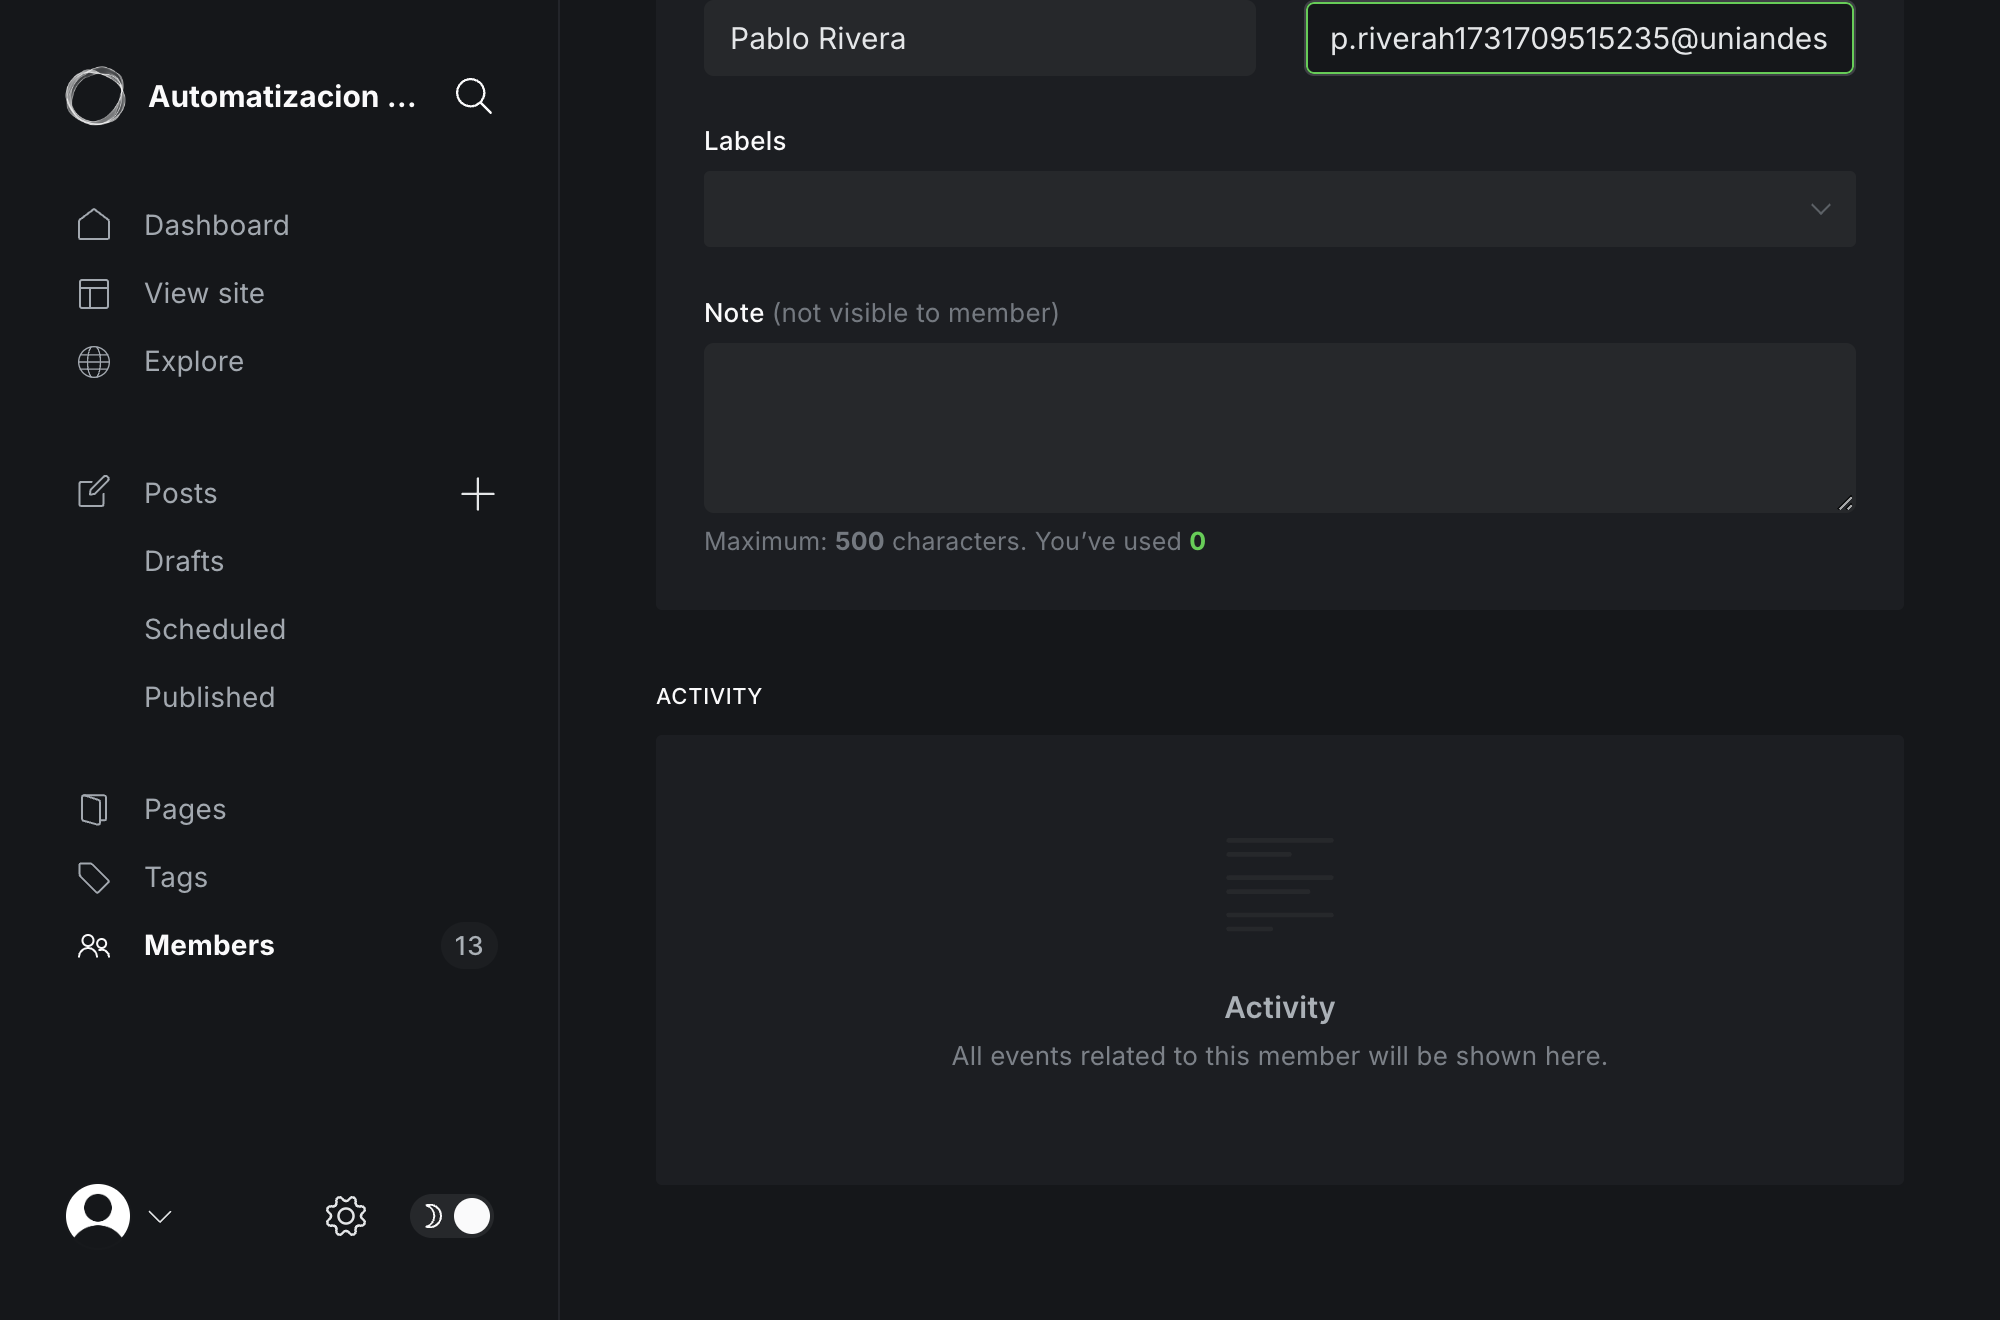 Automatizacion ...
Dashboard
View site
Explore
Posts
Drafts
Scheduled
Published
Pages
Tags
Members 13
Pablo Rivera
p.riverah1731709515235@uniandes
Labels
Note (not visible to member)
Maximum: 500 characters. You’ve used 0
ACTIVITY
Activity
All events related to this member will be shown here.